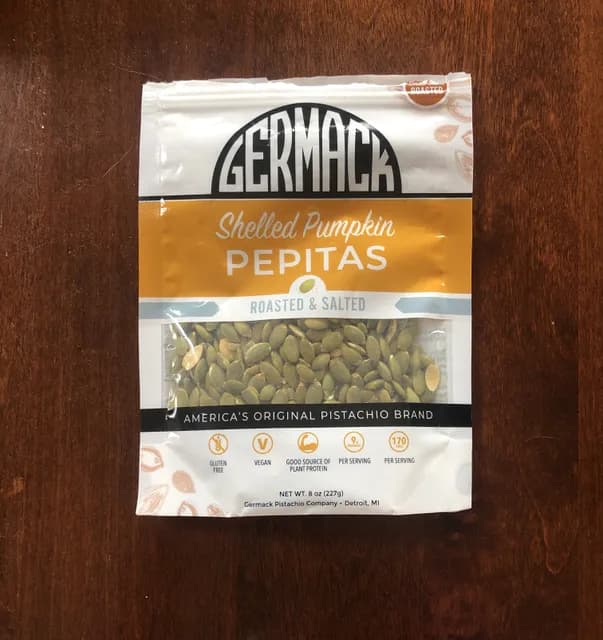 ROASTED
GERMACK
Shelled Pumpkin
PEPITAS
ROASTED & SALTED
AMERICA'S ORIGINAL PISTACHIO BRAND
GLUTEN
FREE
VEGAN
GOOD SOURCE OF
PLANT PROTEIN
9g
PER SERVING
170
PER SERVING
NET WT. 8 oz (227g)
Germack Pistachio Company - Detroit, MI